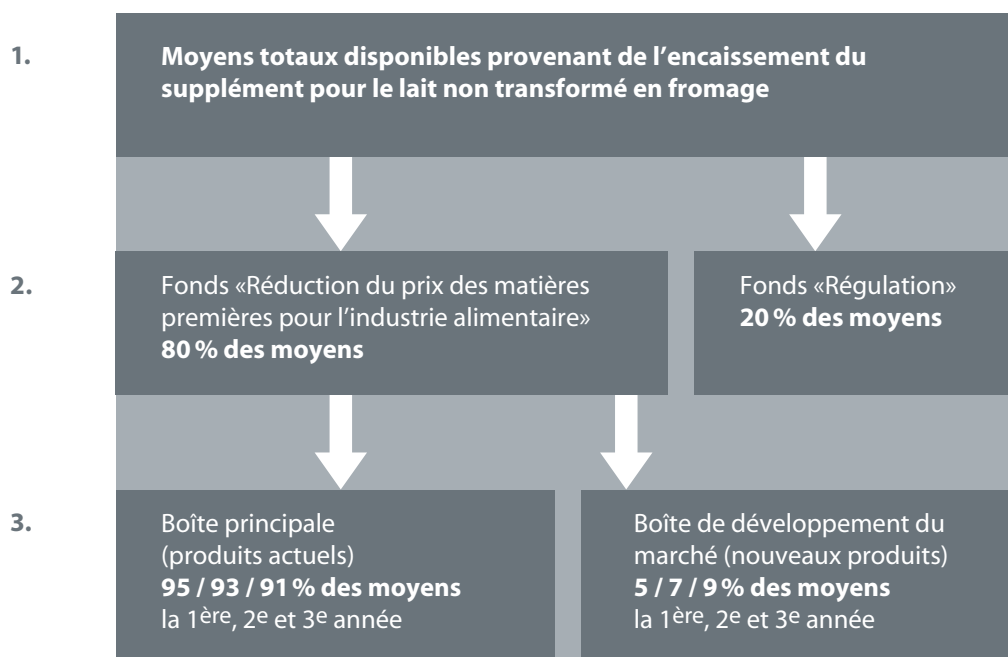 1.
Moyens totaux disponibles provenant de l’encaissement du
supplément pour le lait non transformé en fromage
2.
Fonds «Réduction du prix des matières
premières pour l’industrie alimentaire»
80 % des moyens
Fonds «Régulation»
20 % des moyens
3.
Boîte principale
(produits actuels)
95 / 93 / 91 % des moyens
la 1ère, 2e et 3e année
Boîte de développement du
marché (nouveaux produits)
5 / 7 / 9 % des moyens
la 1ère, 2e et 3e année